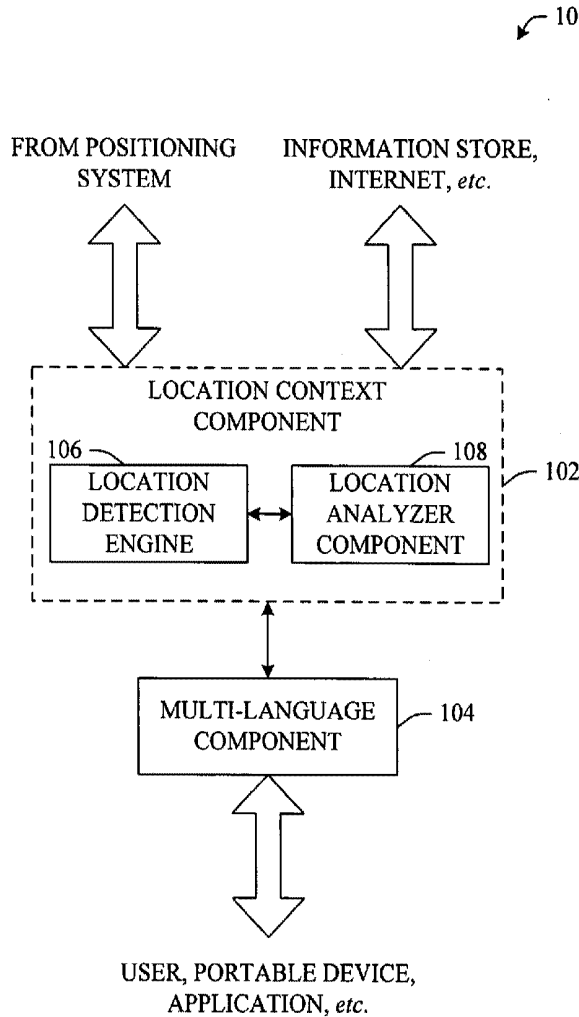 10
FROM POSITIONING
SYSTEM
INFORMATION STORE,
INTERNET, etc.
LOCATION CONTEXT
COMPONENT
106
LOCATION
DETECTION
ENGINE
108
LOCATION
ANALYZER
COMPONENT
102
MULTI-LANGUAGE
COMPONENT
104
USER, PORTABLE DEVICE,
APPLICATION, etc.